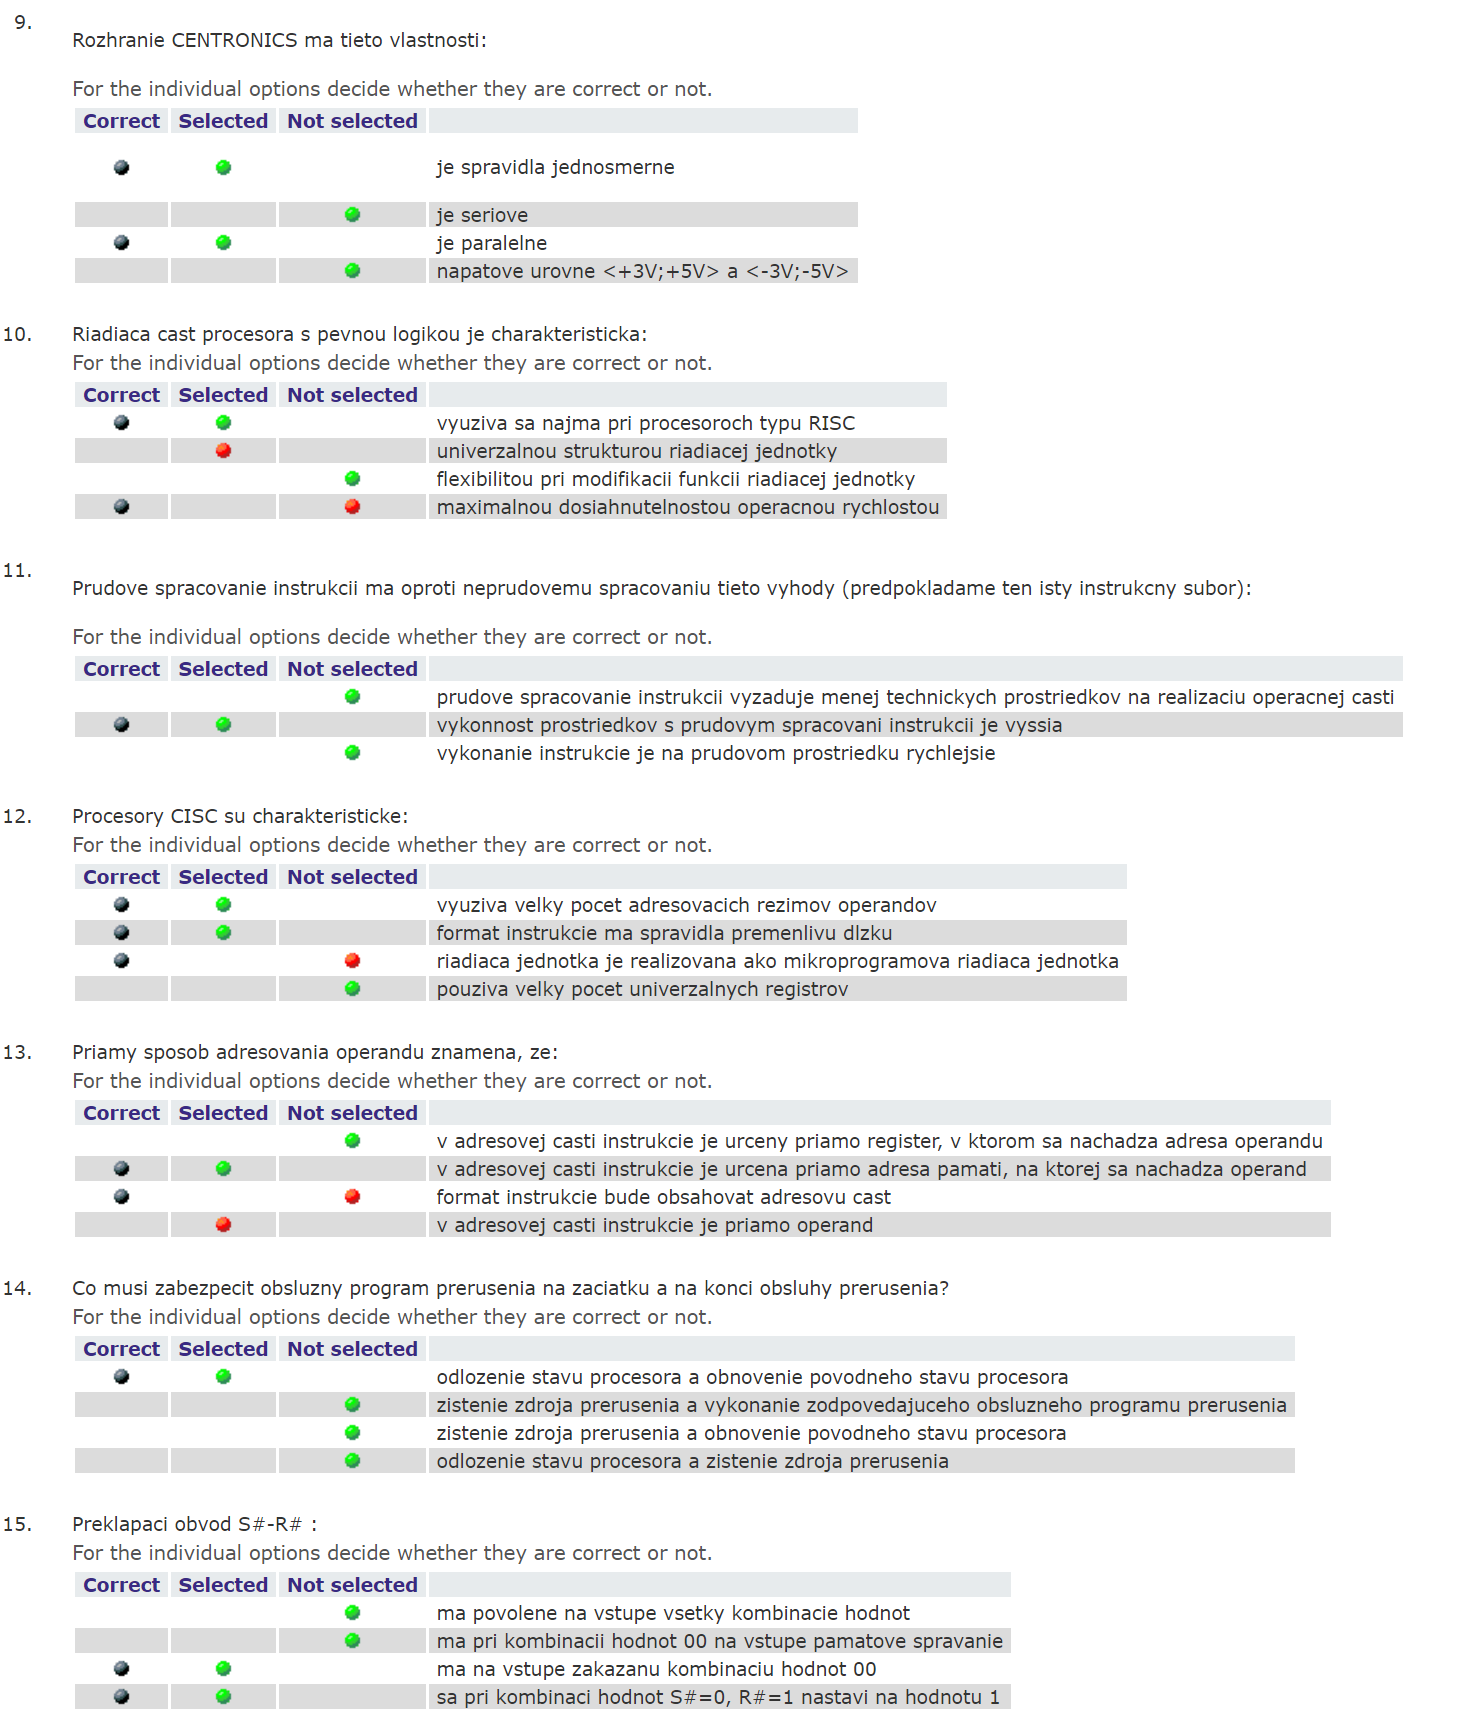 9.
Rozhranie CENTRONICS ma tieto vlastnosti:
For the individual options decide whether they are correct or not.
Correct Selected Not selected
je spravidla jednosmerne
je seriove
je paralelne
napatove urovne <+3V;+5V> a <-3V;-5V>
10. Riadiaca cast procesora s pevnou logikou je charakteristicka:
For the individual options decide whether they are correct or not.
Correct Selected Not selected
vyuziva sa najma pri procesoroch typu RISC
univerzalnou strukturou riadiacej jednotky
flexibilitou pri modifikacii funkcii riadiacej jednotky
maximalnou dosiahnutelnostou operacnou rychlostou
11.
Prudove spracovanie instrukcii ma oproti neprudovemu spracovaniu tieto vyhody (predpokladame ten isty instrukcny subor):
For the individual options decide whether they are correct or not.
Correct Selected Not selected
prudove spracovanie instrukcii vyzaduje menej technickych prostriedkov na realizaciu operacnej casti
vykonnost prostriedkov s prudovym spracovani instrukcii je vyssia
vykonanie instrukcie je na prudovom prostriedku rychlejsie
12. Procesory CISC su charakteristicke:
For the individual options decide whether they are correct or not.
Correct Selected Not selected
vyuziva velky pocet adresovacich rezimov operandov
format instrukcie ma spravidla premenlivu dlzku
riadiaca jednotka je realizovana ako mikroprogramova riadiaca jednotka
pouziva velky pocet univerzalnych registrov
13. Priamy sposob adresovania operandu znamena, ze:
For the individual options decide whether they are correct or not.
Correct Selected Not selected
v adresovej casti instrukcie je urceny priamo register, v ktorom sa nachadza adresa operandu
v adresovej casti instrukcie je urcena priamo adresa pamati, na ktorej sa nachadza operand
format instrukcie bude obsahovat adresovu cast
v adresovej casti instrukcie je priamo operand
14. Co musi zabezpecit obsluzny program prerusenia na zaciatku a na konci obsluhy prerusenia?
For the individual options decide whether they are correct or not.
Correct Selected Not selected
odlozenie stavu procesora a obnovenie povodneho stavu procesora
zistenie zdroja prerusenia a vykonanie zodpovedajuceho obsluzneho programu prerusenia
zistenie zdroja prerusenia a obnovenie povodneho stavu procesora
odlozenie stavu procesora a zistenie zdroja prerusenia
15. Preklapaci obvod S#-R# :
For the individual options decide whether they are correct or not.
Correct Selected Not selected
ma povolene na vstupe vsetky kombinacie hodnot
ma pri kombinacii hodnot 00 na vstupe pamatove spravanie
ma na vstupe zakazanu kombinaciu hodnot 00
sa pri kombinaci hodnot S#=0, R#=1 nastavi na hodnotu 1